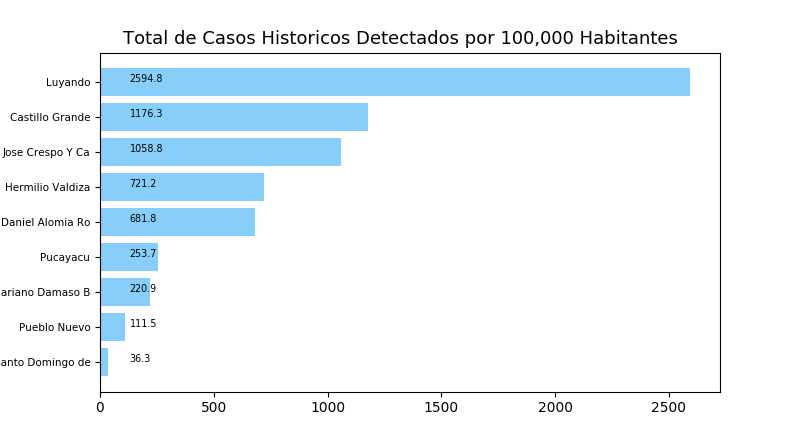 Total de Casos Historicos Detectados por 100,000 Habitantes
Luyando 2594.8
Castillo Grande 1176.3
Jose Crespo Y Ca 1058.8
Hermilio Valdiza 721.2
Daniel Alomia Ro 681.8
Pucayacu 253.7
ariano Damaso B 220.9
Pueblo Nuevo 111.5
anto Domingo de 36.3
0 500 1000 1500 2000 2500